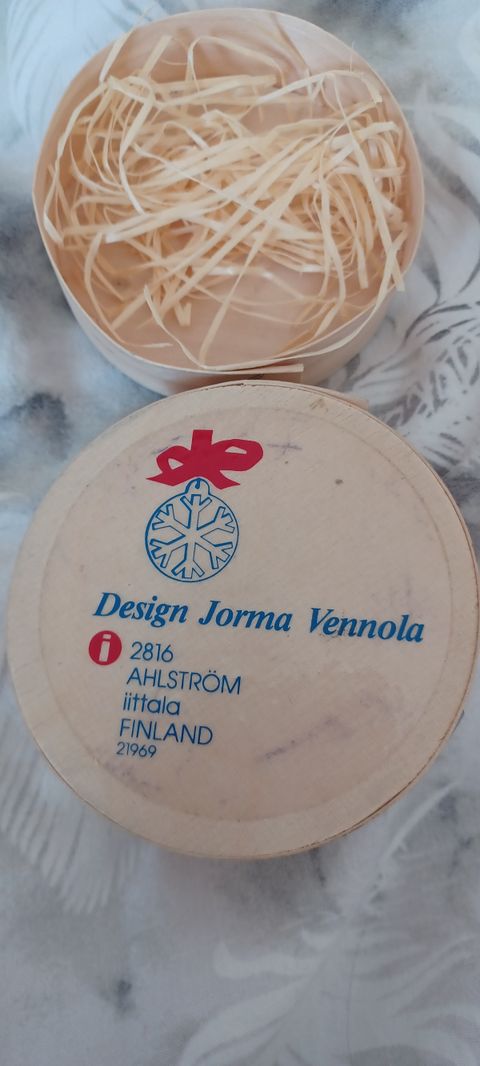 Design Jorma Vennola
i 2816
AHLSTRÖM
iittala
FINLAND
21969